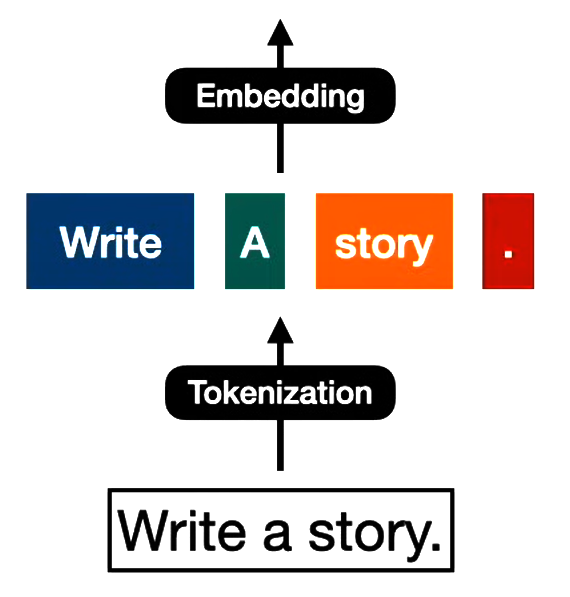 Embedding
Write A story .
Tokenization
Write a story.